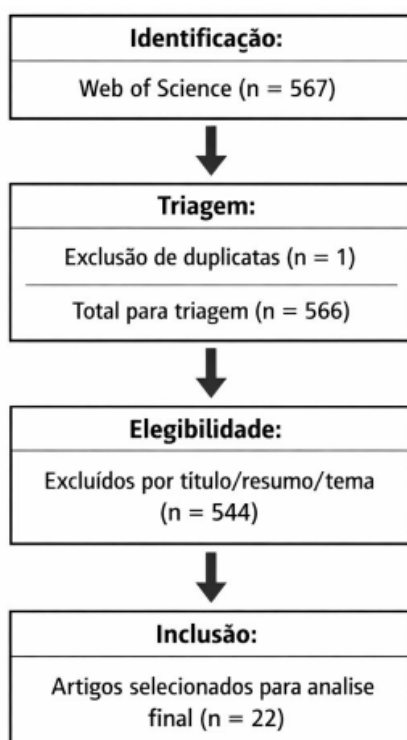 Identificação:
Web of Science (n = 567)
Triagem:
Exclusão de duplicatas (n = 1)
Total para triagem (n = 566)
Elegibilidade:
Excluídos por título/resumo/tema
(n = 544)
Inclusão:
Artigos selecionados para analise
final (n = 22)